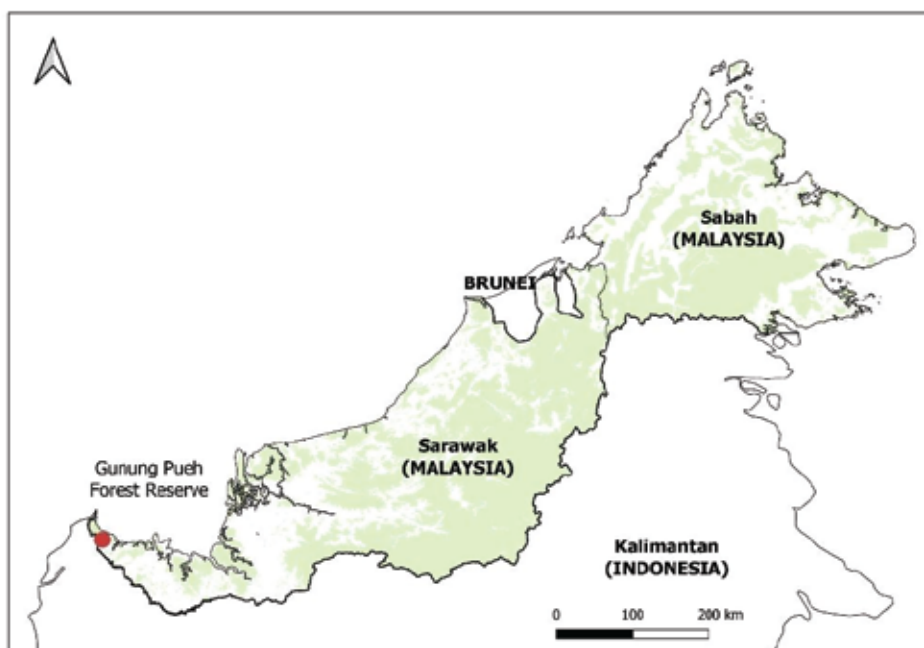 Sabah
(MALAYSIA)
BRUNEI
Sarawak
(MALAYSIA)
Gunung Pueh
Forest Reserve
Kalimantan
(INDONESIA)
0 100 200 km